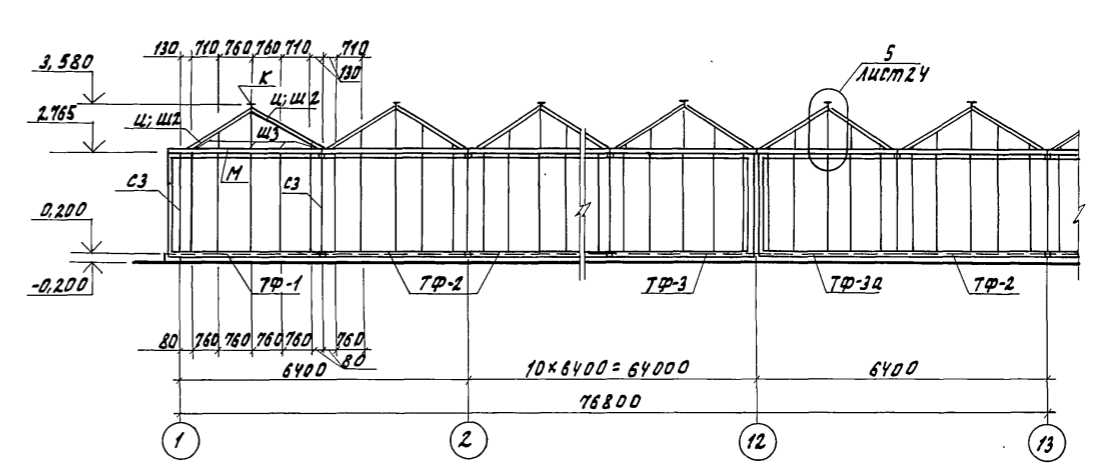 130 710 760 760 710 710
130
5
лист 24
3,580
К
Ц; Ш2
2.765
Ц; Ш2
Ш3
М
С3
С3
0,200
-0,200
ТФ-1 ТФ-2 ТФ-3 ТФ-3а ТФ-2
80 760 760 760 760 760
80
6400 10×6400=64000 6400
76800
1 2 12 13